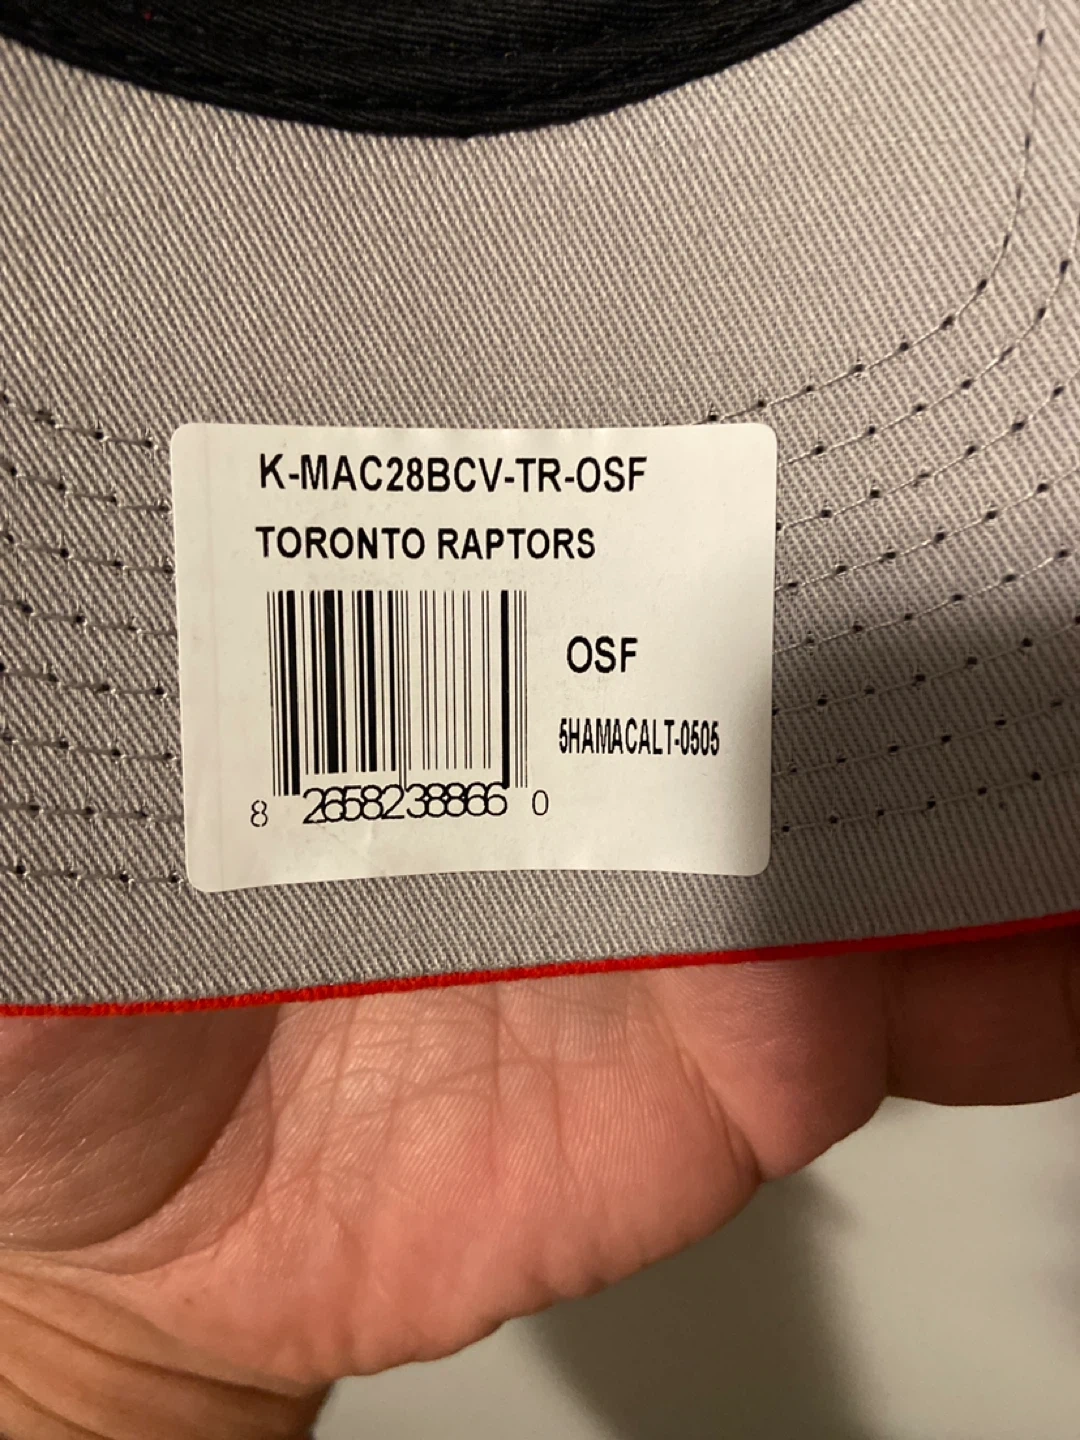 K-MAC28BCV-TR-OSF
TORONTO RAPTORS
OSF
5HAMACALT-0505
8 2658238866 0